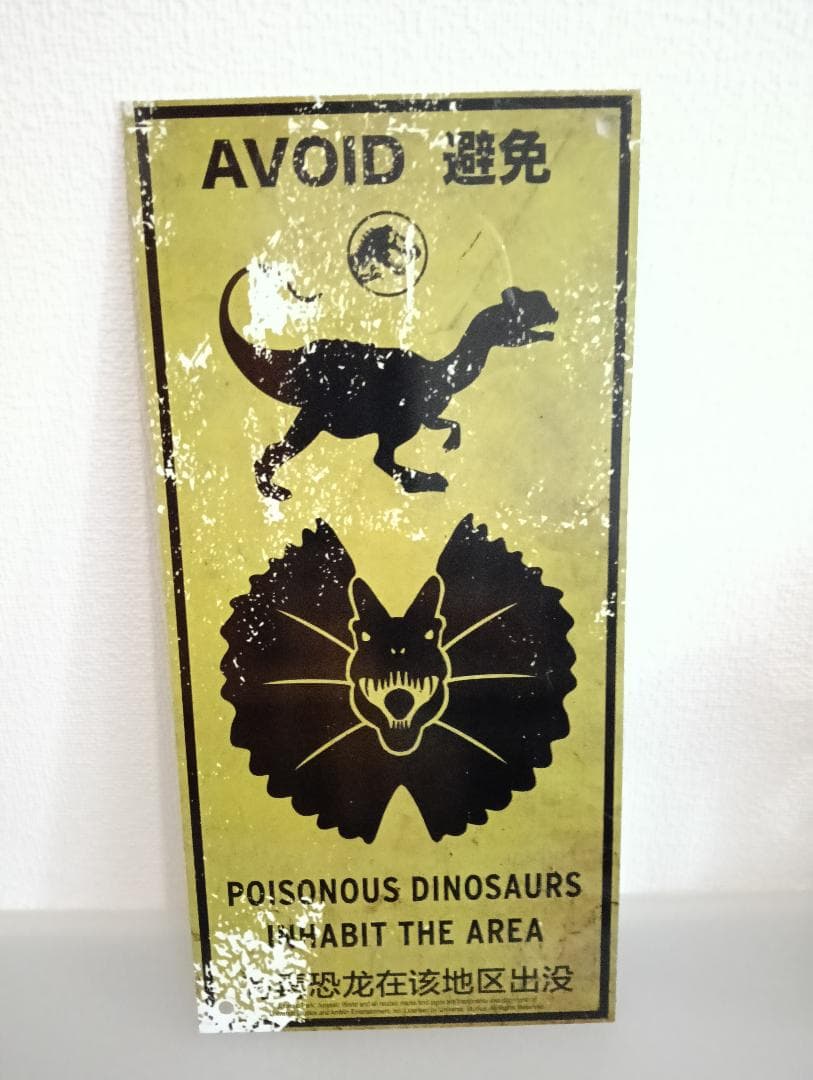 AVOID 避免
POISONOUS DINOSAURS
INHABIT THE AREA
恐龙在该地区出没